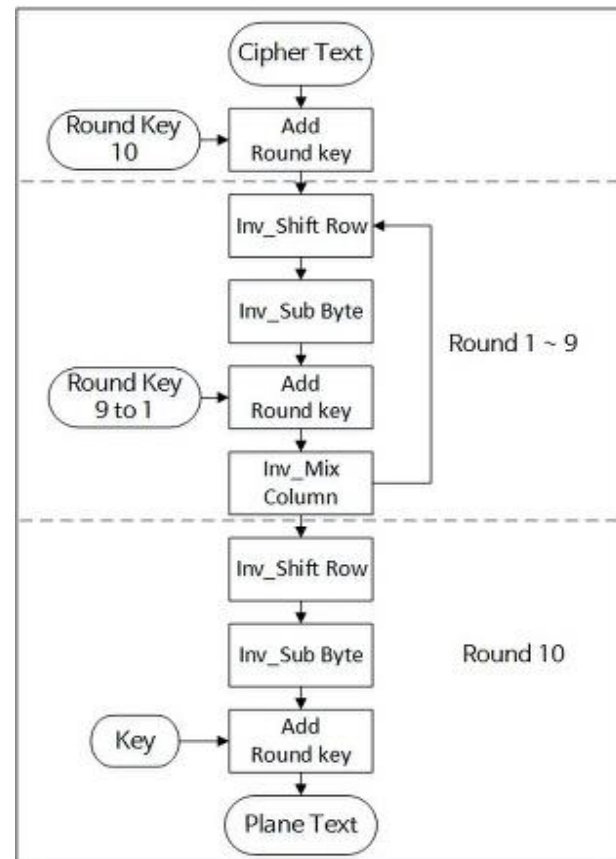 Cipher Text
Round Key
10
Add
Round key
Inv_Shift Row
Inv_Sub Byte
Round 1 ~ 9
Round Key
9 to 1
Add
Round key
Inv_Mix
Column
Inv_Shift Row
Inv_Sub Byte
Round 10
Key
Add
Round key
Plane Text